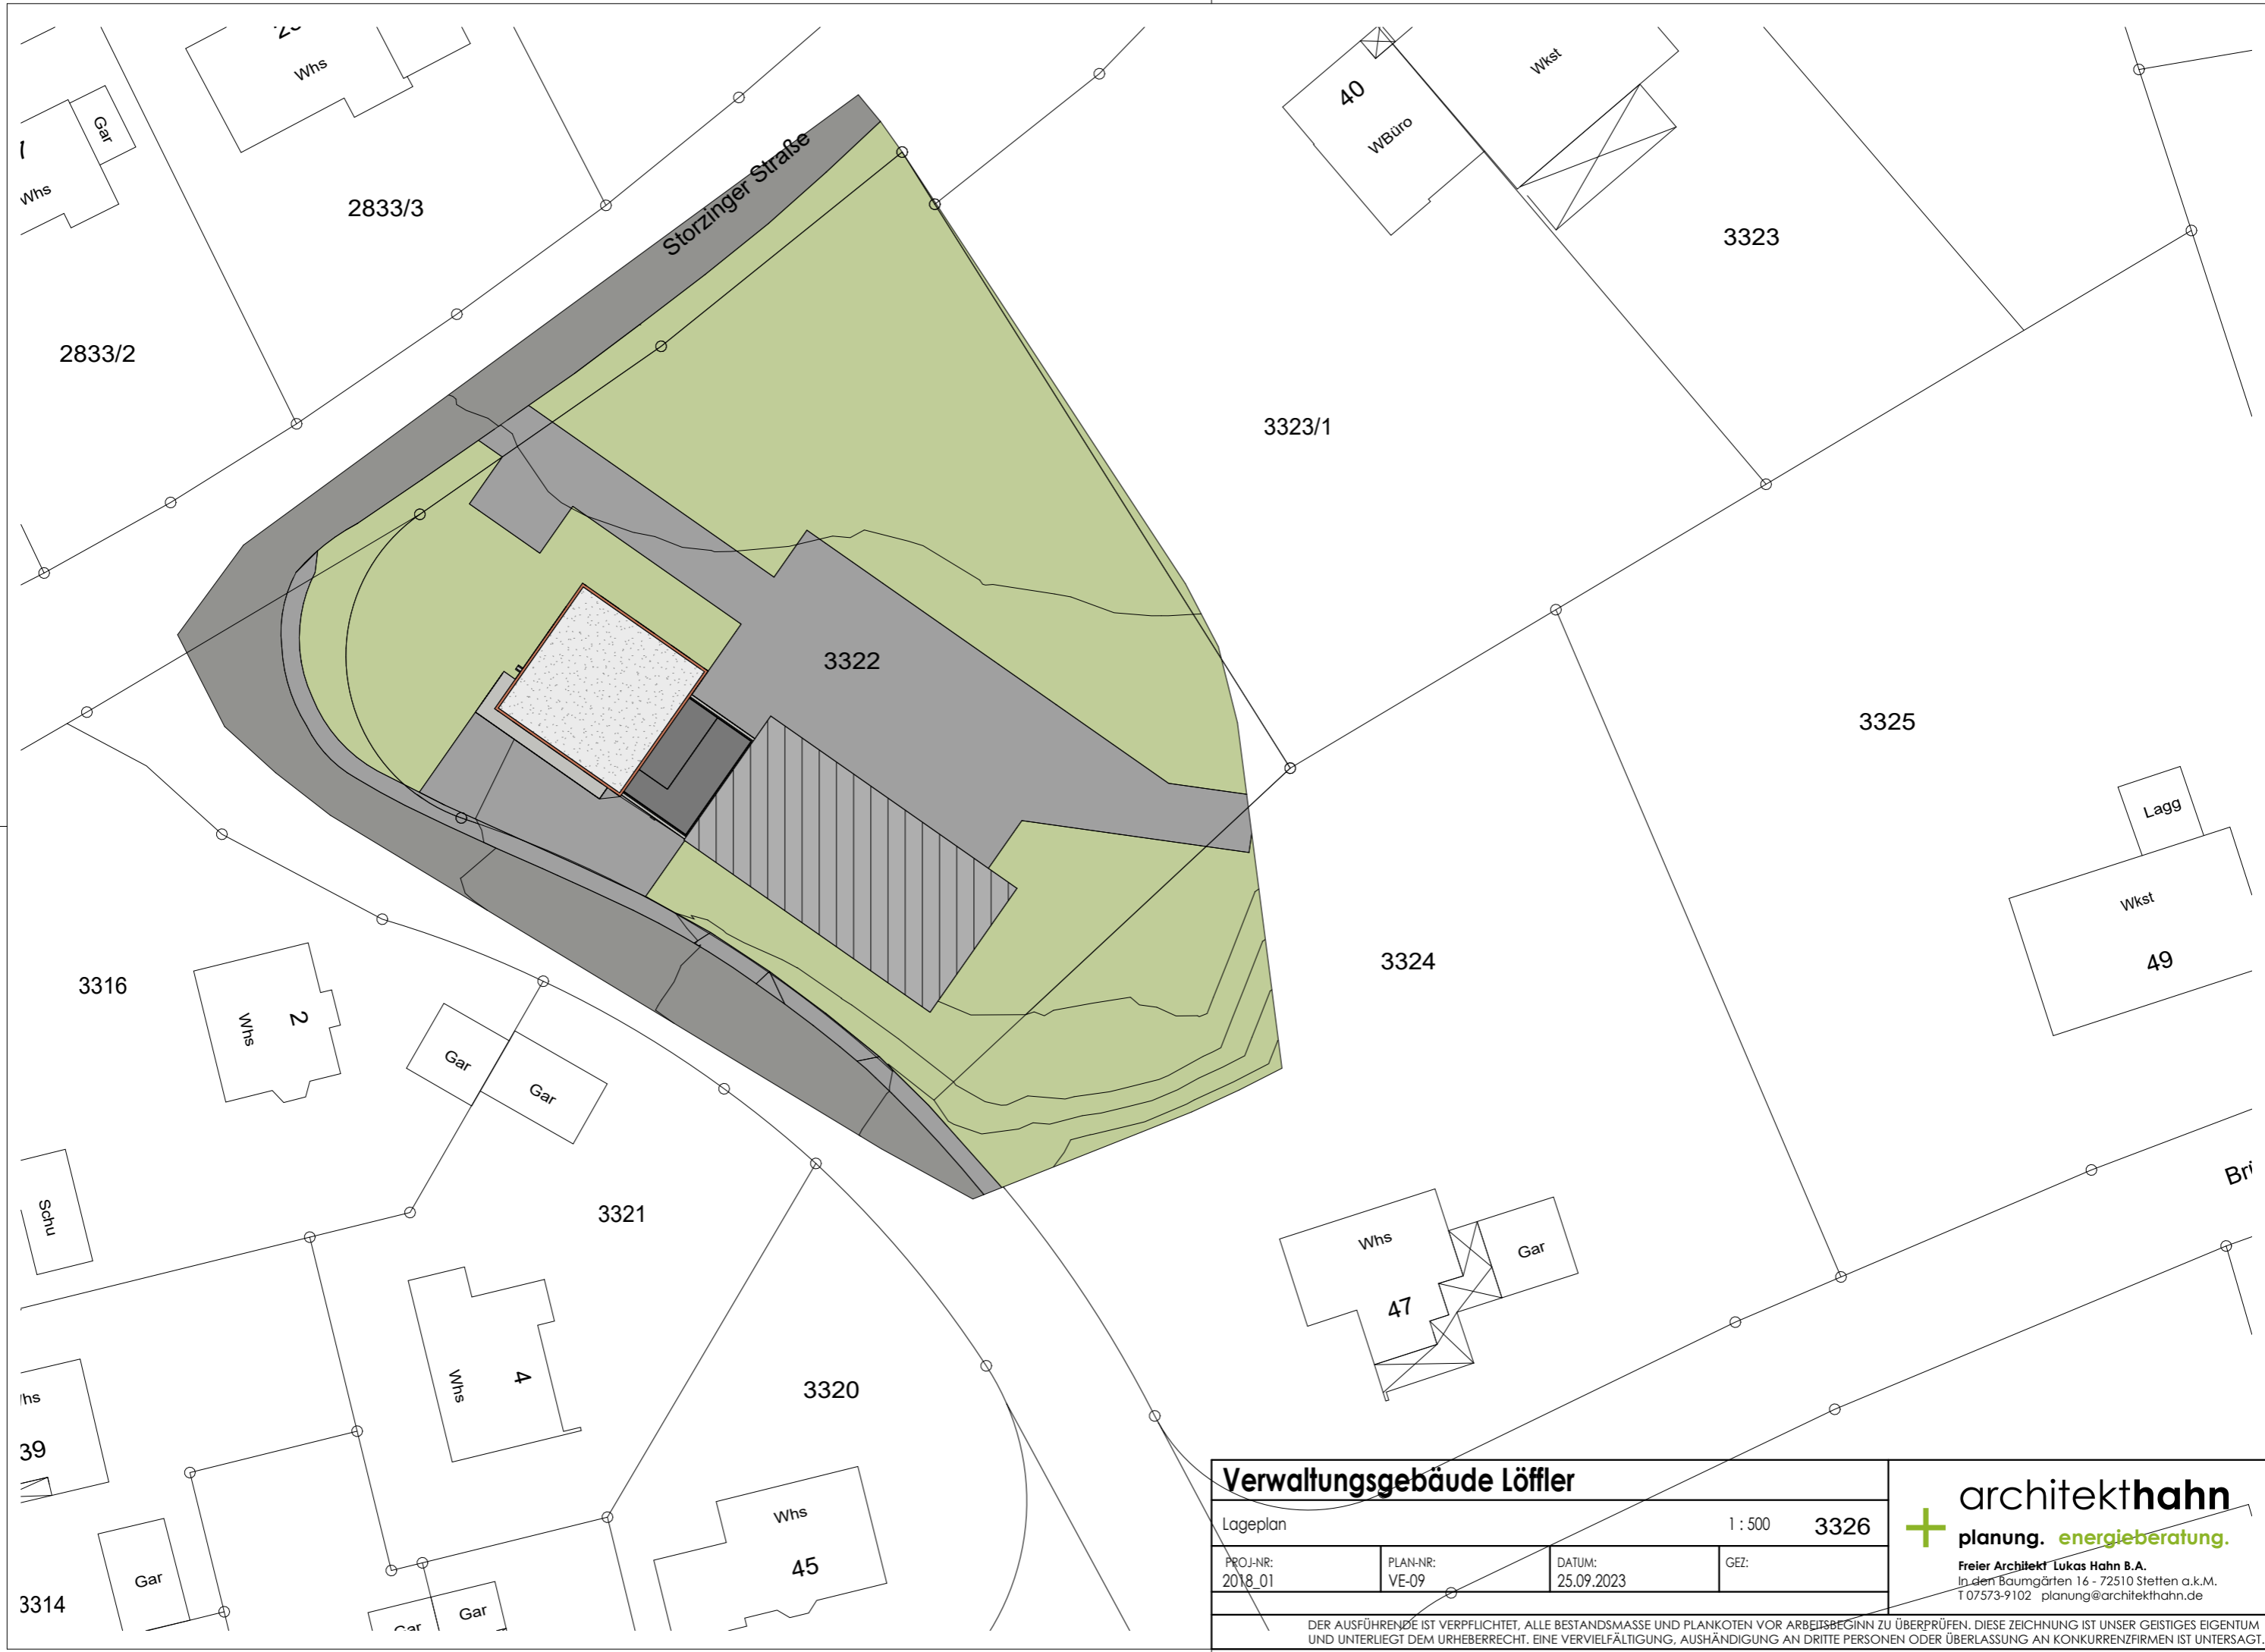 Whs
Gar
Whs
2833/3
2833/2
Storzinger Straße
40
WBüro
Wkst
3323
3323/1
3322
3325
Lagg
Wkst
49
3324
3316
Whs
2
Gar
Gar
Schu
3321
Whs
4
39
3320
Whs
45
Whs
47
Gar
Gar
Gar
Gar
3314
Verwaltungsgebäude Löffler
Lageplan 1 : 500 3326
PROJ-NR: PLAN-NR: DATUM: GEZ:
2018_01 VE-09 25.09.2023
architekthahn
planung. energieberatung.
Freier Architekt Lukas Hahn B.A.
In den Baumgärten 16 - 72510 Stetten a.k.M.
T 07573-9102 planung@architekthahn.de
DER AUSFÜHRENDE IST VERPFLICHTET, ALLE BESTANDSMASSE UND PLANKOTEN VOR ARBEITSBEGINN ZU ÜBERPRÜFEN. DIESE ZEICHNUNG IST UNSER GEISTIGES EIGENTUM
UND UNTERLIEGT DEM URHEBERRECHT. EINE VERVIELFÄLTIGUNG, AUSHÄNDIGUNG AN DRITTE PERSONEN ODER ÜBERLASSUNG AN KONKURRENZFIRMEN IST UNTERSAGT